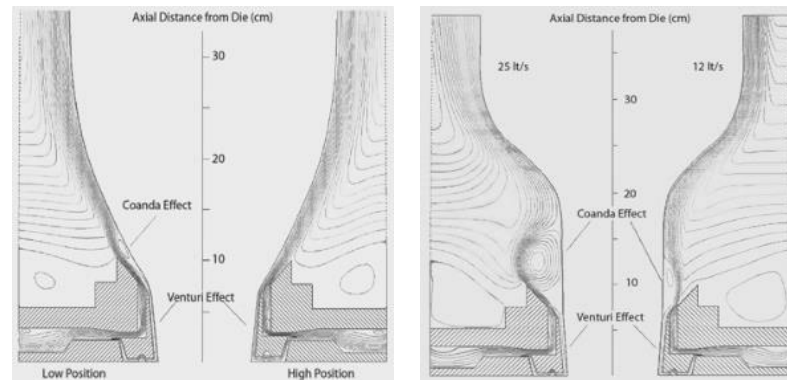 Axial Distance from Die (cm)
30
20
Coanda Effect
10
Venturi Effect
Low Position
High Position
Axial Distance from Die (cm)
25 lt/s
12 lt/s
30
20
Coanda Effect
10
Venturi Effect